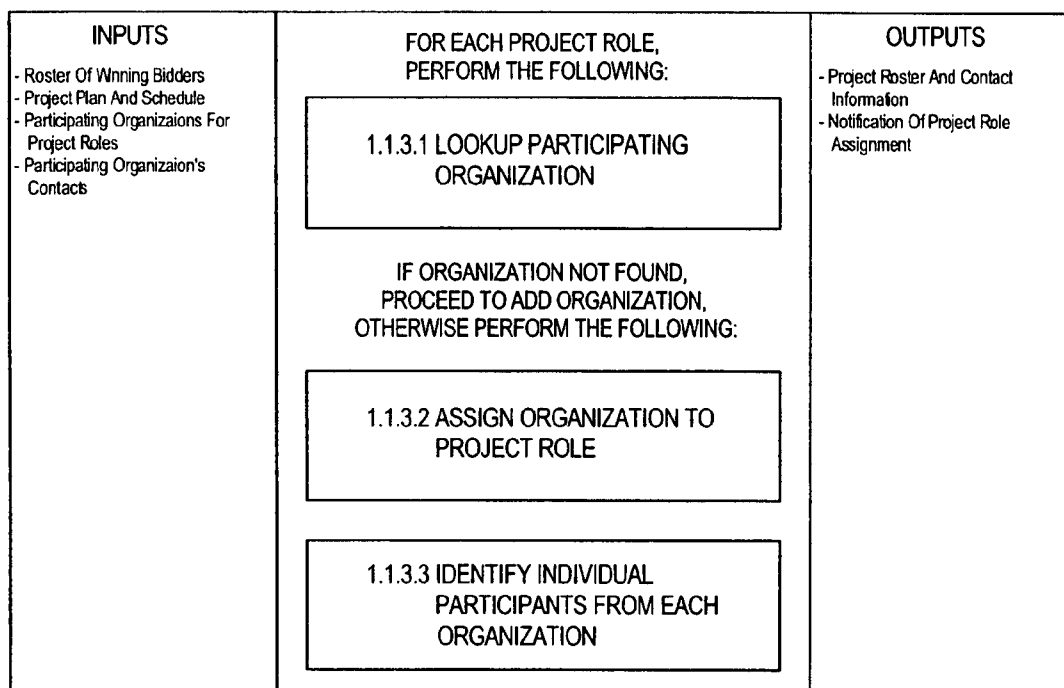 INPUTS
- Roster Of Winning Bidders
- Project Plan And Schedule
- Participating Organizaions For
Project Roles
- Participating Organizaion's
Contacts
FOR EACH PROJECT ROLE,
PERFORM THE FOLLOWING:
1.1.3.1 LOOKUP PARTICIPATING
ORGANIZATION
IF ORGANIZATION NOT FOUND,
PROCEED TO ADD ORGANIZATION,
OTHERWISE PERFORM THE FOLLOWING:
1.1.3.2 ASSIGN ORGANIZATION TO
PROJECT ROLE
1.1.3.3 IDENTIFY INDIVIDUAL
PARTICIPANTS FROM EACH
ORGANIZATION
OUTPUTS
- Project Roster And Contact
Information
- Notification Of Project Role
Assignment